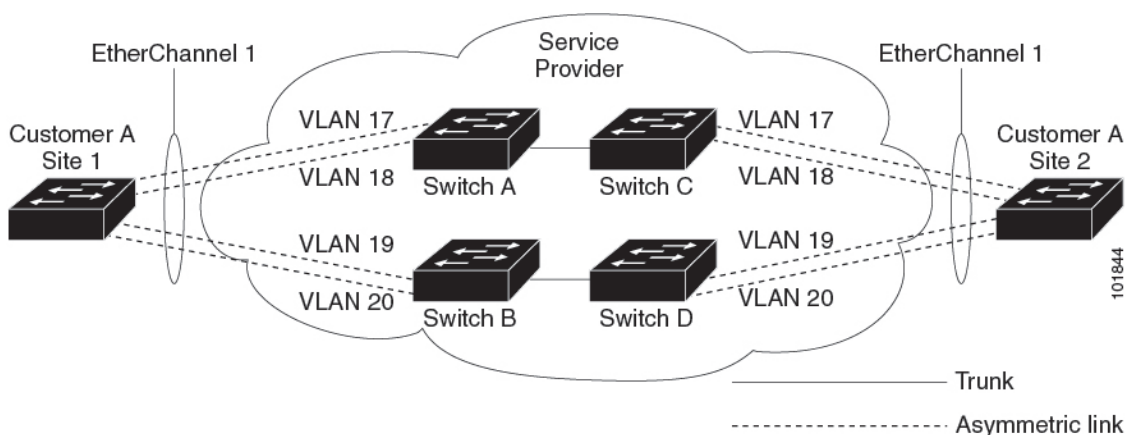 EtherChannel 1
Service
Provider
EtherChannel 1
Customer A
Site 1
VLAN 17
VLAN 18
Switch A
Switch C
VLAN 17
VLAN 18
Customer A
Site 2
VLAN 19
VLAN 20
Switch B
Switch D
VLAN 19
VLAN 20
101844
Trunk
Asymmetric link